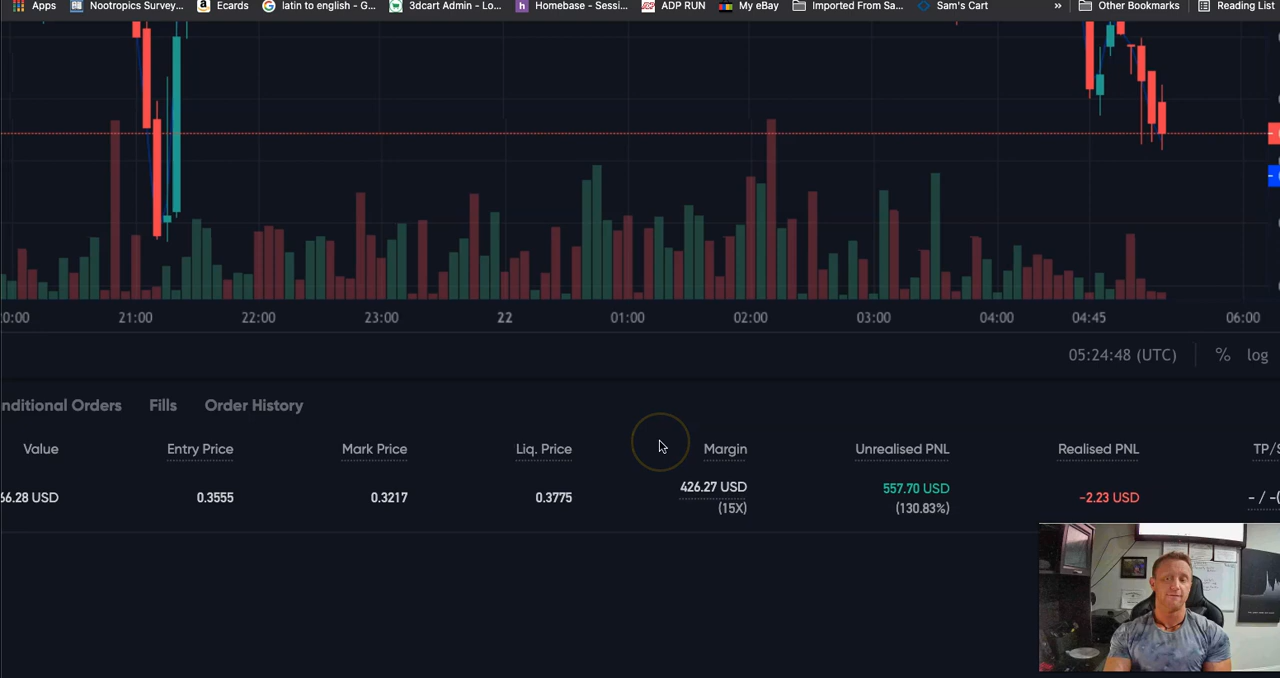 Apps Nootropics Survey... Ecards latin to english - G... 3dcart Admin - Lo... Homebase - Sessi... ADP RUN My eBay Imported From Sa... Sam's Cart » Other Bookmarks Reading List
0:00 21:00 22:00 23:00 22 01:00 02:00 03:00 04:00 04:45 06:00
05:24:48 (UTC) % log
nditional Orders Fills Order History
Value Entry Price Mark Price Liq. Price Margin Unrealised PNL Realised PNL TP/S
66.28 USD 0.3555 0.3217 0.3775 426.27 USD 557.70 USD -2.23 USD - / -(
(15X) (130.83%)